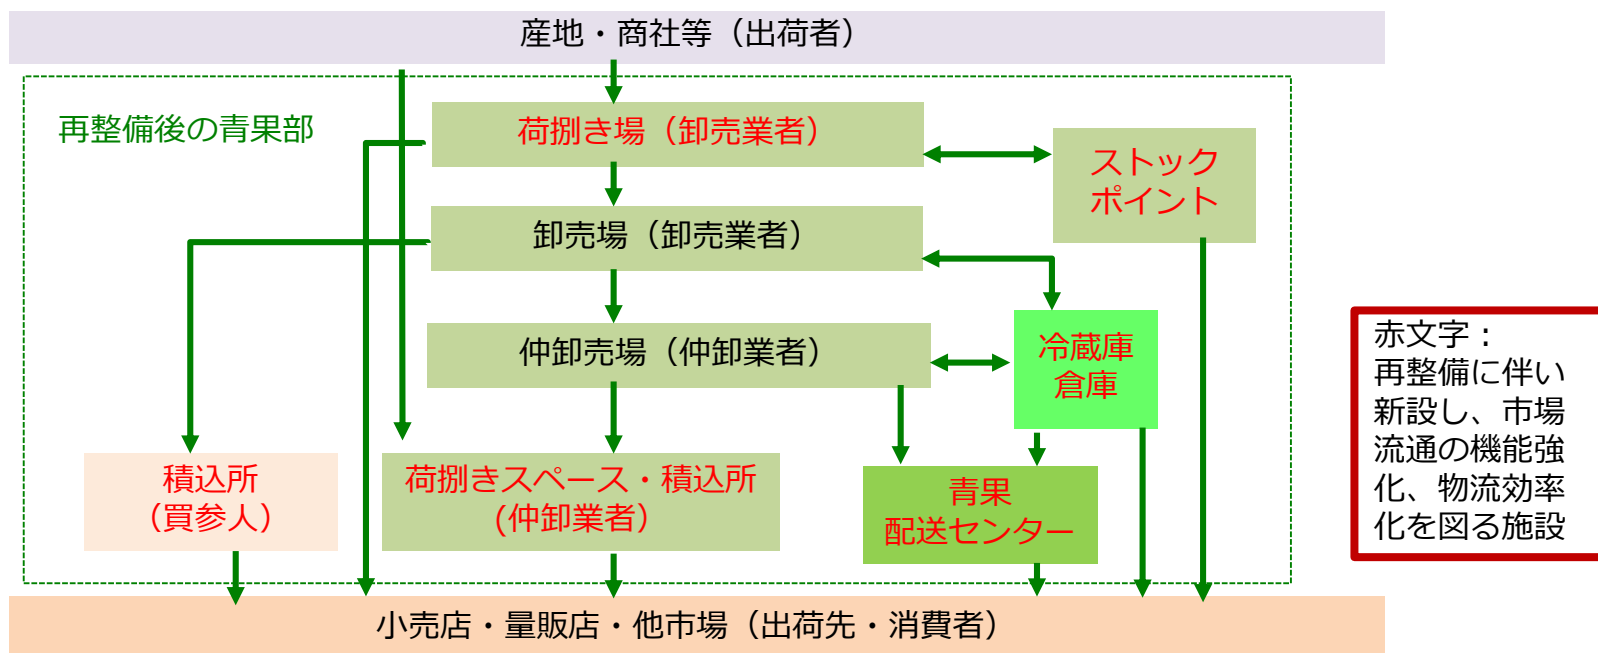 産地・商社等（出荷者）
再整備後の青果部
荷捌き場（卸売業者）
ストック
ポイント
卸売場（卸売業者）
仲卸売場（仲卸業者）
冷蔵庫
倉庫
積込所
（買参人）
荷捌きスペース・積込所
(仲卸業者）
青果
配送センター
小売店・量販店・他市場（出荷先・消費者）
赤文字：
再整備に伴い
新設し、市場
流通の機能強
化、物流効率
化を図る施設